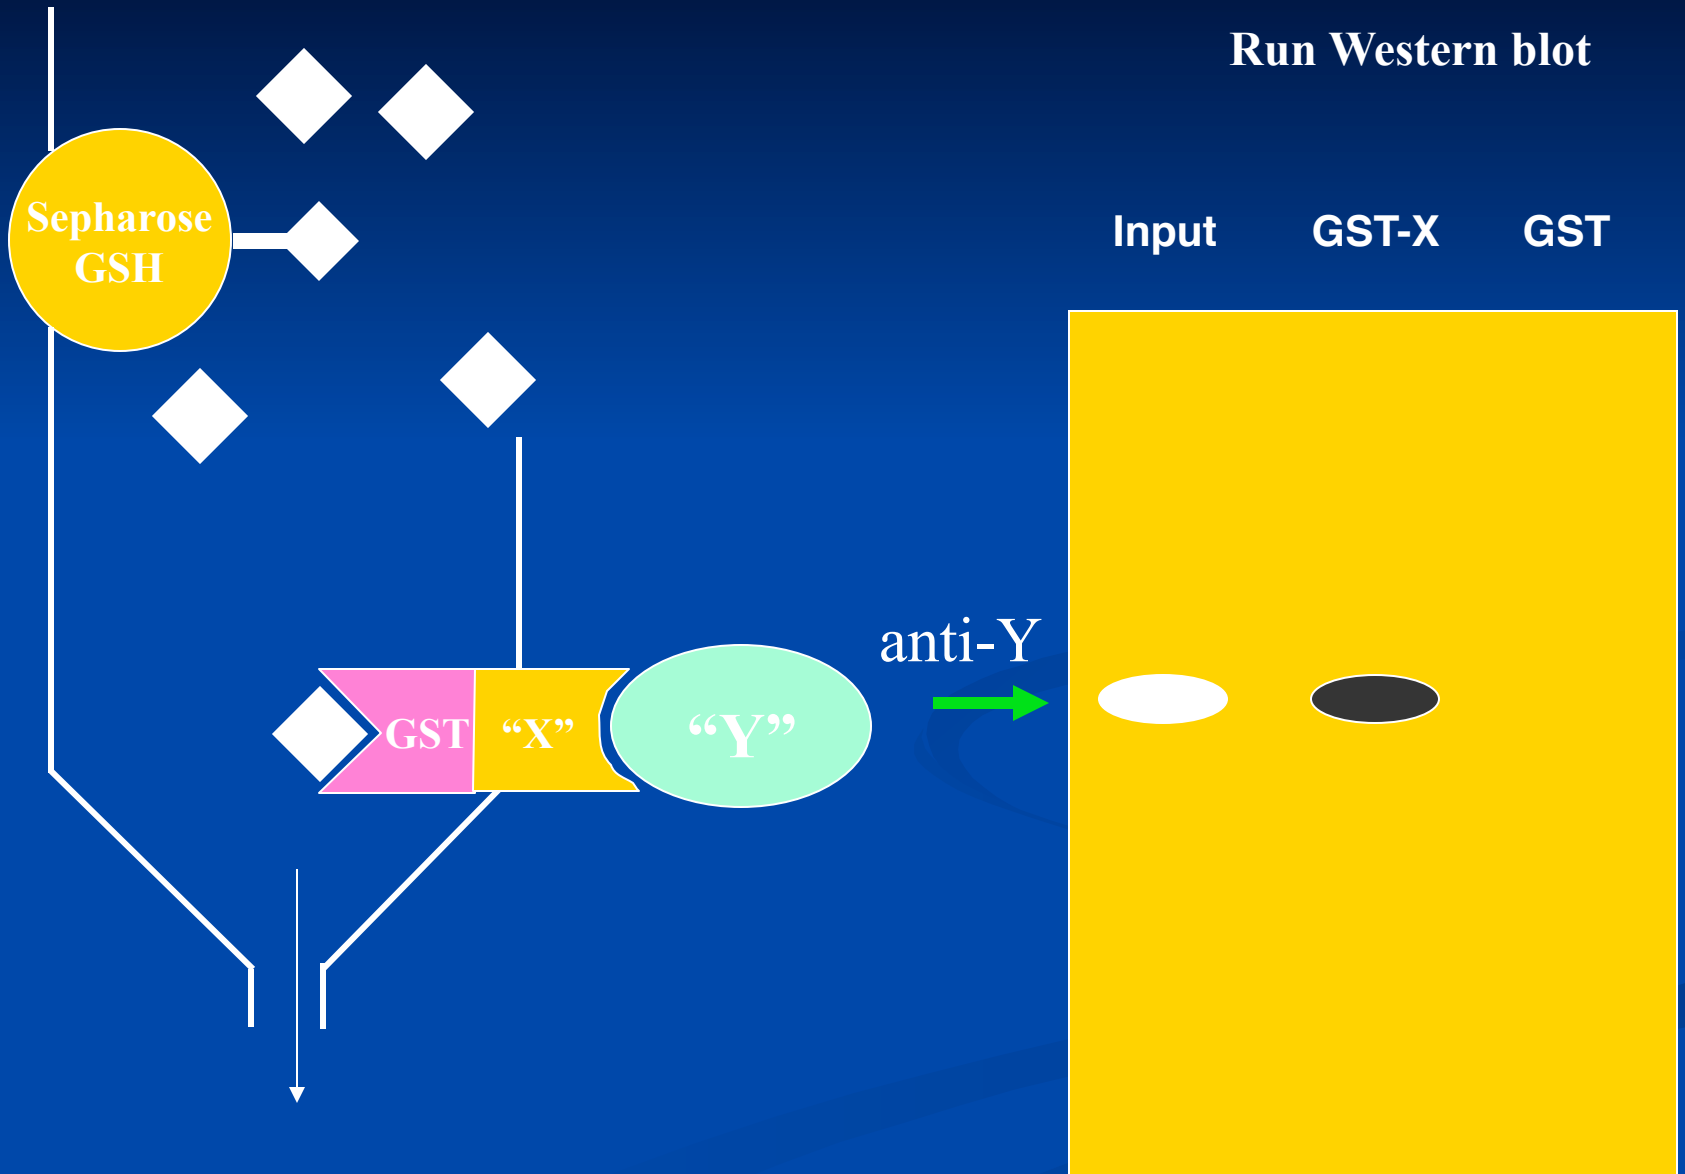 Run Western blot
Sepharose
GSH
Input GST-X GST
anti-Y
GST “X” “Y”